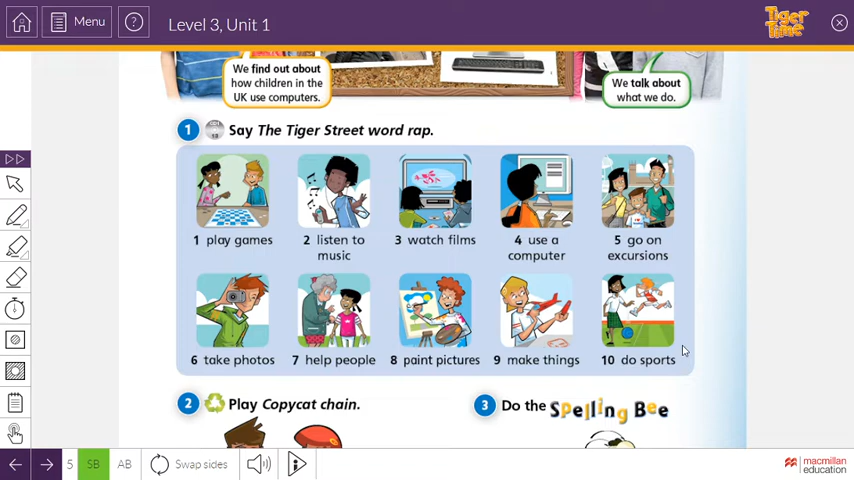 Menu
?
Level 3, Unit 1
Tiger
Time
We find out about
how children in the
UK use computers.
We talk about
what we do.
1 Say The Tiger Street word rap.
1 play games
2 listen to
music
3 watch films
4 use a
computer
5 go on
excursions
6 take photos
7 help people
8 paint pictures
9 make things
10 do sports
2 Play Copycat chain.
3 Do the Spelling Bee
5
SB
AB
Swap sides
macmillan
education